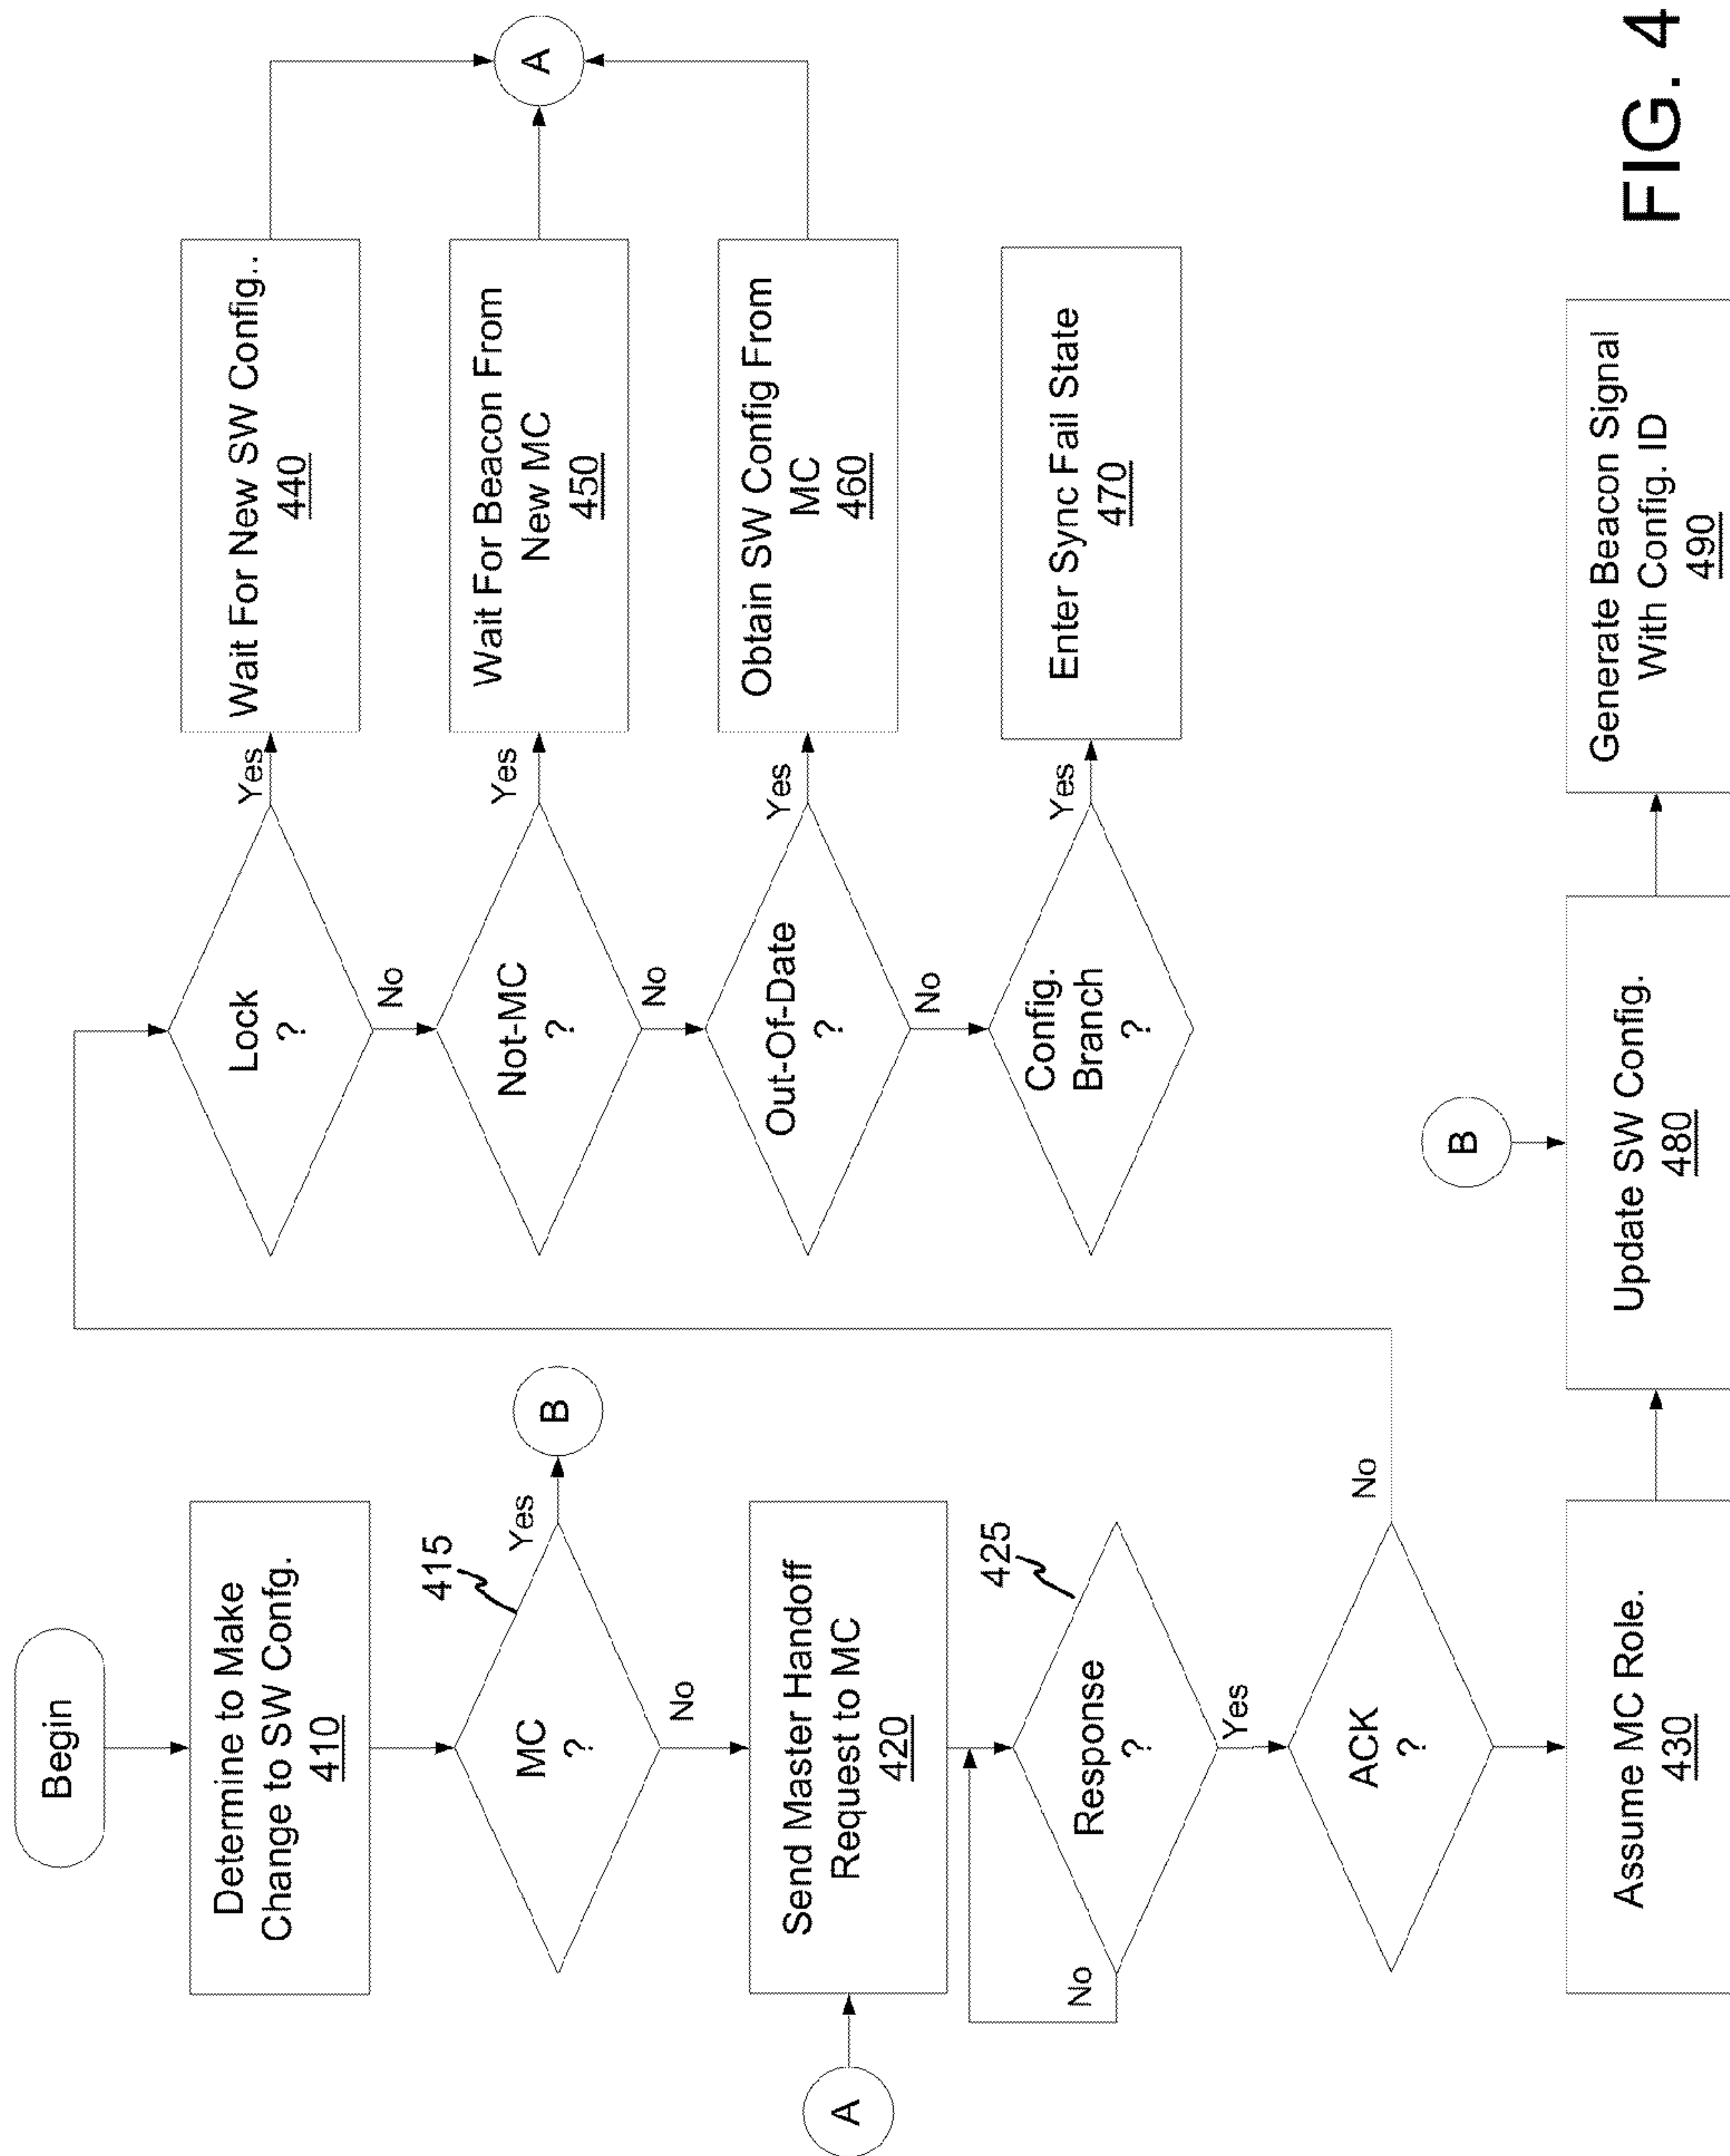 Begin
Determine to Make
Change to SW Confg.
410
415
MC
?
Yes
B
No
A
Send Master Handoff
Request to MC
420
425
Response
?
No
Yes
ACK
?
No
Assume MC Role.
430
Lock
?
Yes
Wait For New SW Config..
440
No
Not-MC
?
Yes
Wait For Beacon From
New MC
450
A
No
Out-Of-Date
?
Yes
Obtain SW Config From
MC
460
No
Config.
Branch
?
Yes
Enter Sync Fail State
470
B
Update SW Config.
480
Generate Beacon Signal
With Config. ID
490
FIG. 4